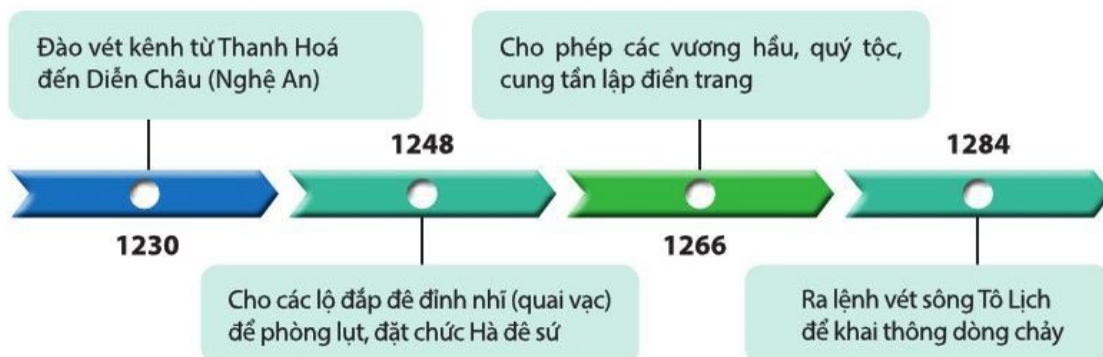 Đào vét kênh từ Thanh Hoá
đến Diễn Châu (Nghệ An)
Cho phép các vương hầu, quý tộc,
cung tần lập điền trang
1248
1284
1230
1266
Cho các lộ đắp đê đỉnh nhĩ (quai vạc)
để phòng lụt, đặt chức Hà đê sứ
Ra lệnh vét sông Tô Lịch
để khai thông dòng chảy